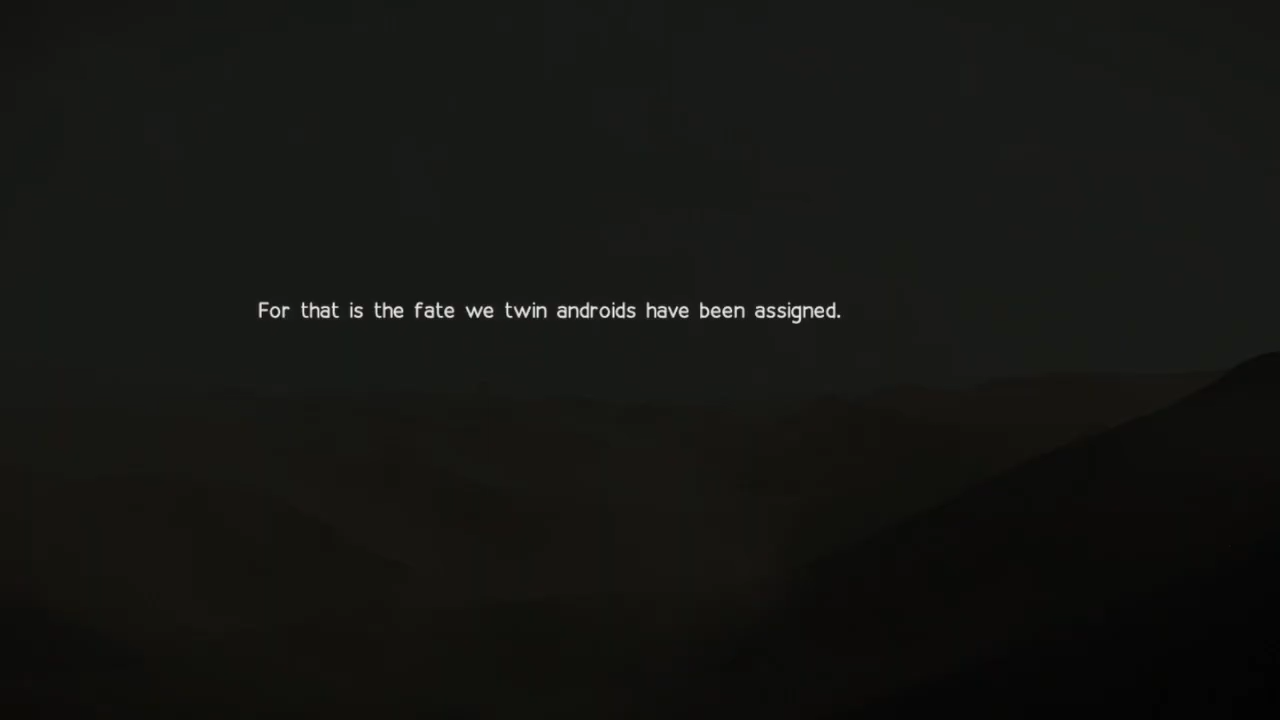 For that is the fate we twin androids have been assigned.